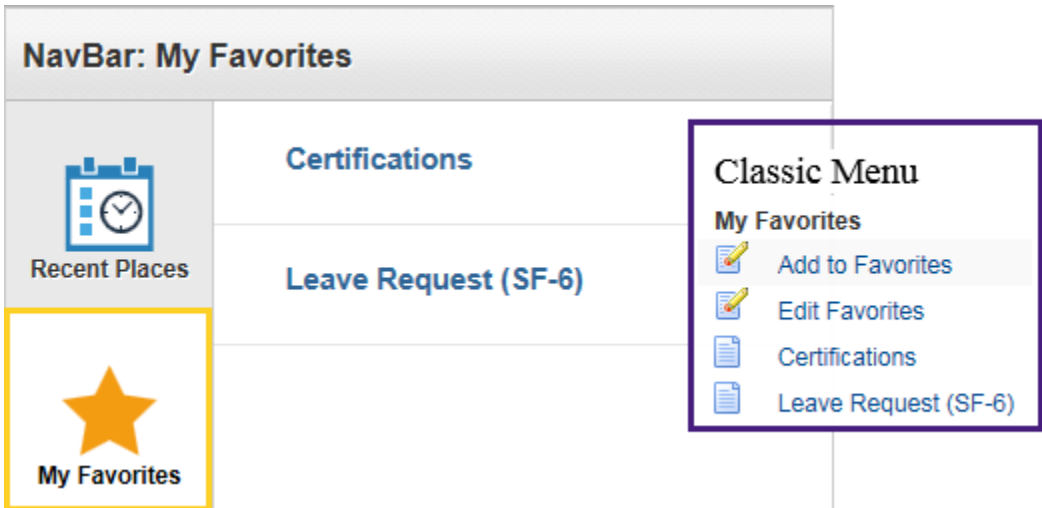 NavBar: My Favorites
Recent Places
My Favorites
Certifications
Leave Request (SF-6)
Classic Menu
My Favorites
Add to Favorites
Edit Favorites
Certifications
Leave Request (SF-6)